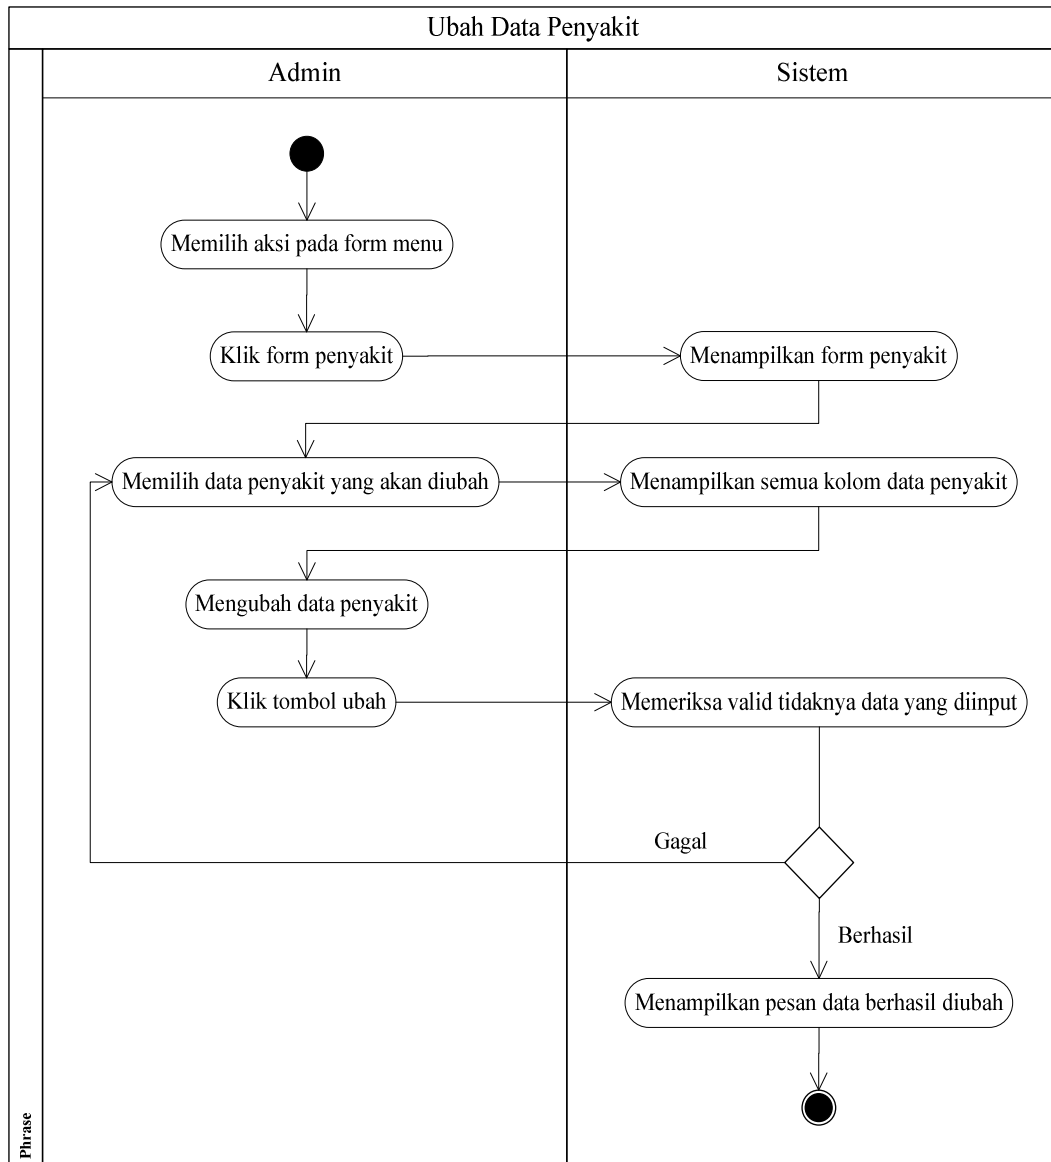 Ubah Data Penyakit
Admin
Sistem
Memilih aksi pada form menu
Klik form penyakit
Menampilkan form penyakit
Memilih data penyakit yang akan diubah
Menampilkan semua kolom data penyakit
Mengubah data penyakit
Klik tombol ubah
Memeriksa valid tidaknya data yang diinput
Gagal
Berhasil
Menampilkan pesan data berhasil diubah
Phrase